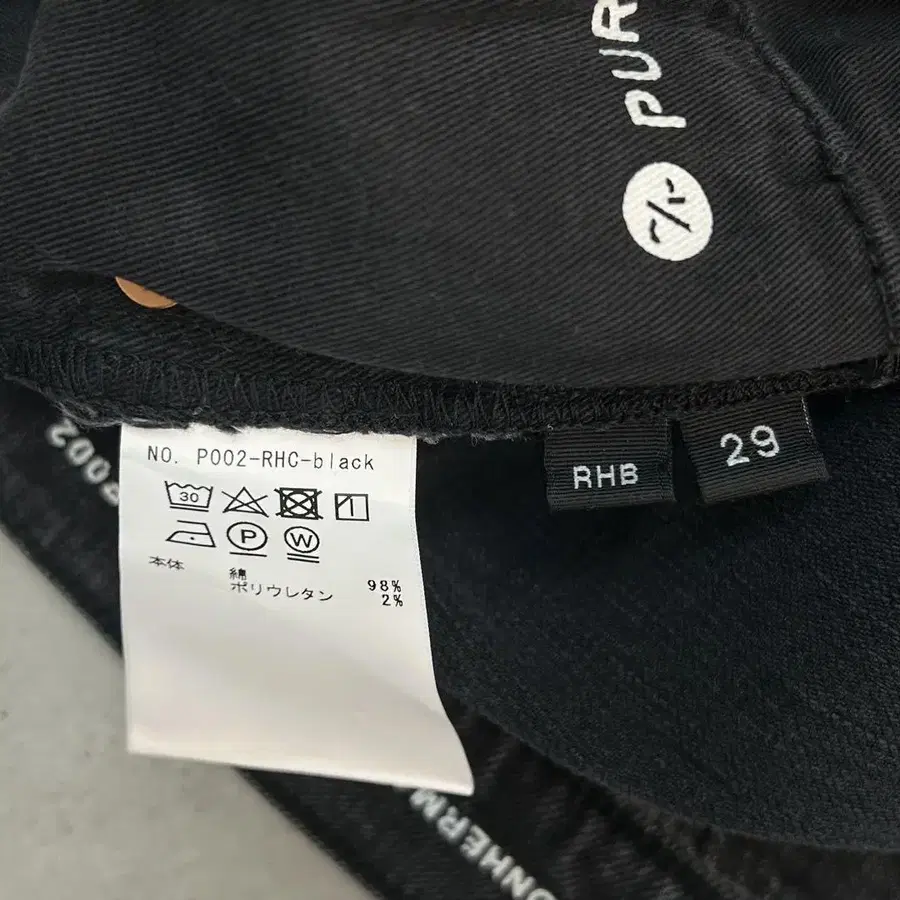 PUR
NO. P002-RHC-black
30
P
W
本体
綿 98%
ポリウレタン 2%
RHB
29
P002
ONHERM